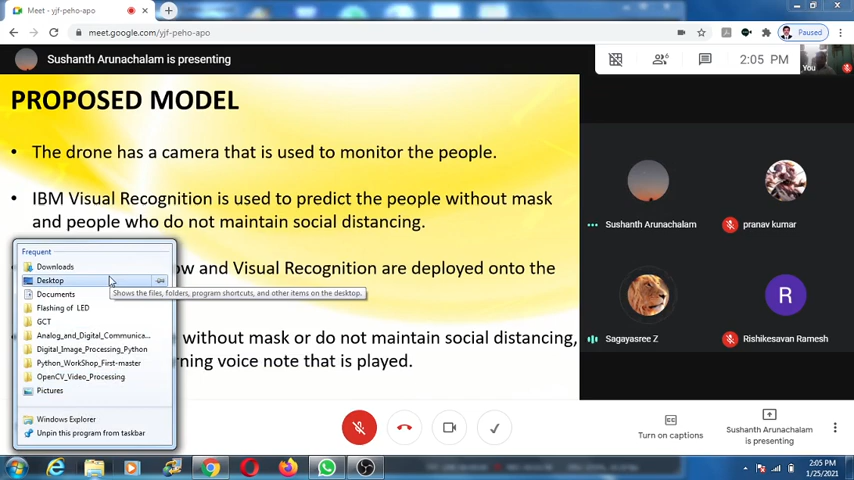 Meet - yjf-peho-apo
meet.google.com/yjf-peho-apo
Paused
Sushanth Arunachalam is presenting
6
2:05 PM
You
PROPOSED MODEL
• The drone has a camera that is used to monitor the people.
• IBM Visual Recognition is used to predict the people without mask
and people who do not maintain social distancing.
ow and Visual Recognition are deployed onto the
without mask or do not maintain social distancing,
rning voice note that is played.
Frequent
Downloads
Desktop
Shows the files, folders, program shortcuts, and other items on the desktop.
Documents
Flashing of LED
GCT
Analog_and_Digital_Communica...
Digital_Image_Processing_Python
Python_WorkShop_First-master
OpenCV_Video_Processing
Pictures
Windows Explorer
Unpin this program from taskbar
Sushanth Arunachalam
pranav kumar
Sagayasree Z
R
Rishikesavan Ramesh
Turn on captions
Sushanth Arunachalam
is presenting
2:05 PM
1/25/2021